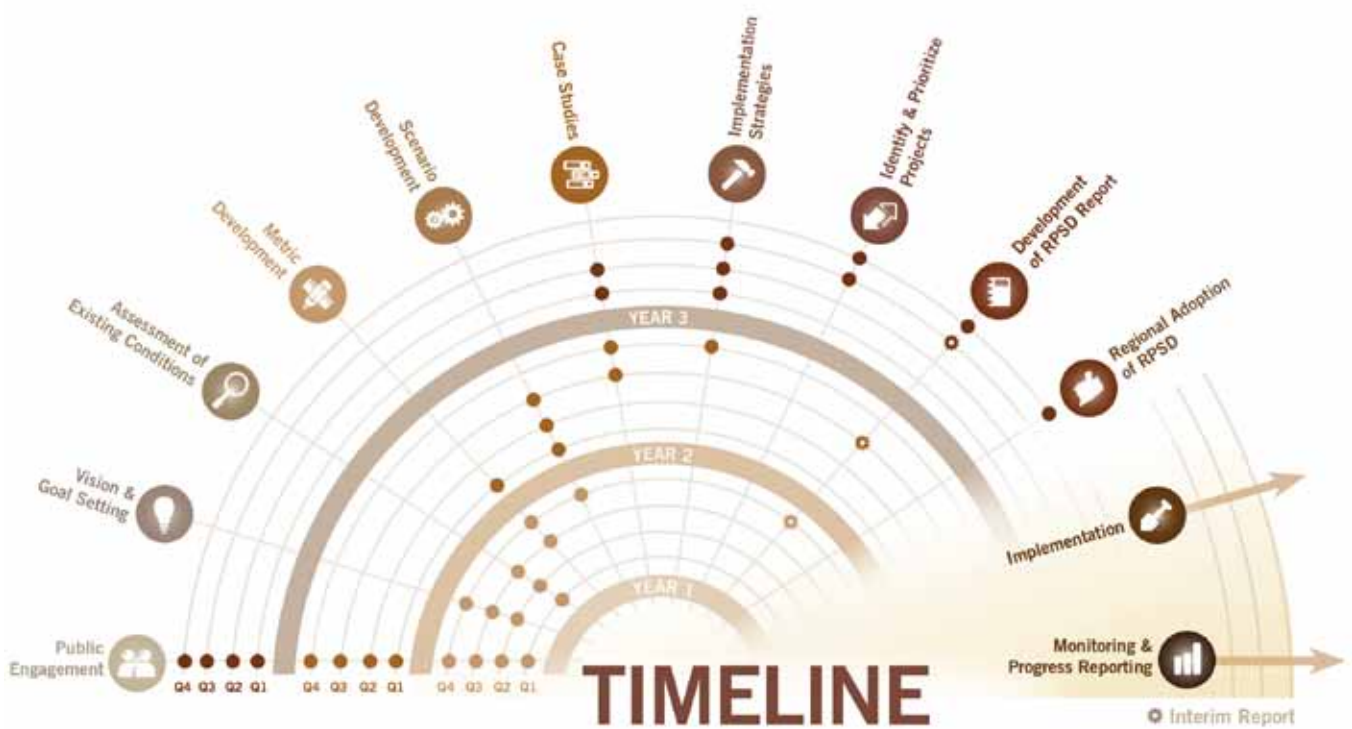 Public
Engagement
Vision &
Goal Setting
Assessment of
Existing Conditions
Metric
Development
Scenario
Development
Case Studies
Implementation
Strategies
Identify & Prioritize
Projects
Development
of RPSD Report
Regional Adoption
of RPSD
Implementation
Monitoring &
Progress Reporting
YEAR 3
YEAR 2
YEAR 1
Q4 Q3 Q2 Q1 Q4 Q3 Q2 Q1 Q4 Q3 Q2 Q1
TIMELINE
Interim Report